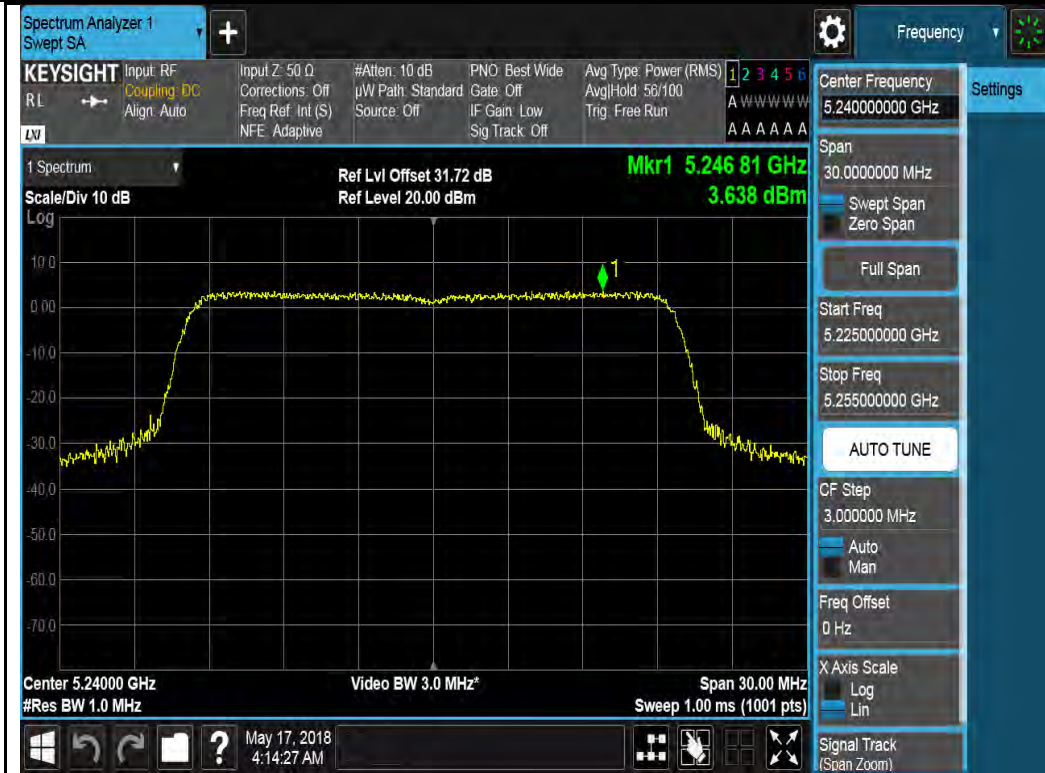 Spectrum Analyzer 1
Swept SA
+
Frequency
KEYSIGHT
RL
LXI
Input: RF
Coupling: DC
Align: Auto
Input Z: 50 Ω
Corrections: Off
Freq Ref: Int (S)
NFE: Adaptive
#Atten: 10 dB
µW Path: Standard
Source: Off
PNO: Best Wide
Gate: Off
IF Gain: Low
Sig Track: Off
Avg Type: Power (RMS)
Avg|Hold: 56/100
Trig: Free Run
1 2 3 4 5 6
A W W W W W
A A A A A A
1 Spectrum
Scale/Div 10 dB
Ref Lvl Offset 31.72 dB
Ref Level 20.00 dBm
Mkr1 5.246 81 GHz
3.638 dBm
Log
10.0
0.00
-10.0
-20.0
-30.0
-40.0
-50.0
-60.0
-70.0
1
Center 5.24000 GHz
#Res BW 1.0 MHz
Video BW 3.0 MHz*
Span 30.00 MHz
Sweep 1.00 ms (1001 pts)
?
May 17, 2018
4:14:27 AM
Center Frequency
5.240000000 GHz
Settings
Span
30.0000000 MHz
Swept Span
Zero Span
Full Span
Start Freq
5.225000000 GHz
Stop Freq
5.255000000 GHz
AUTO TUNE
CF Step
3.000000 MHz
Auto
Man
Freq Offset
0 Hz
X Axis Scale
Log
Lin
Signal Track
(Span Zoom)